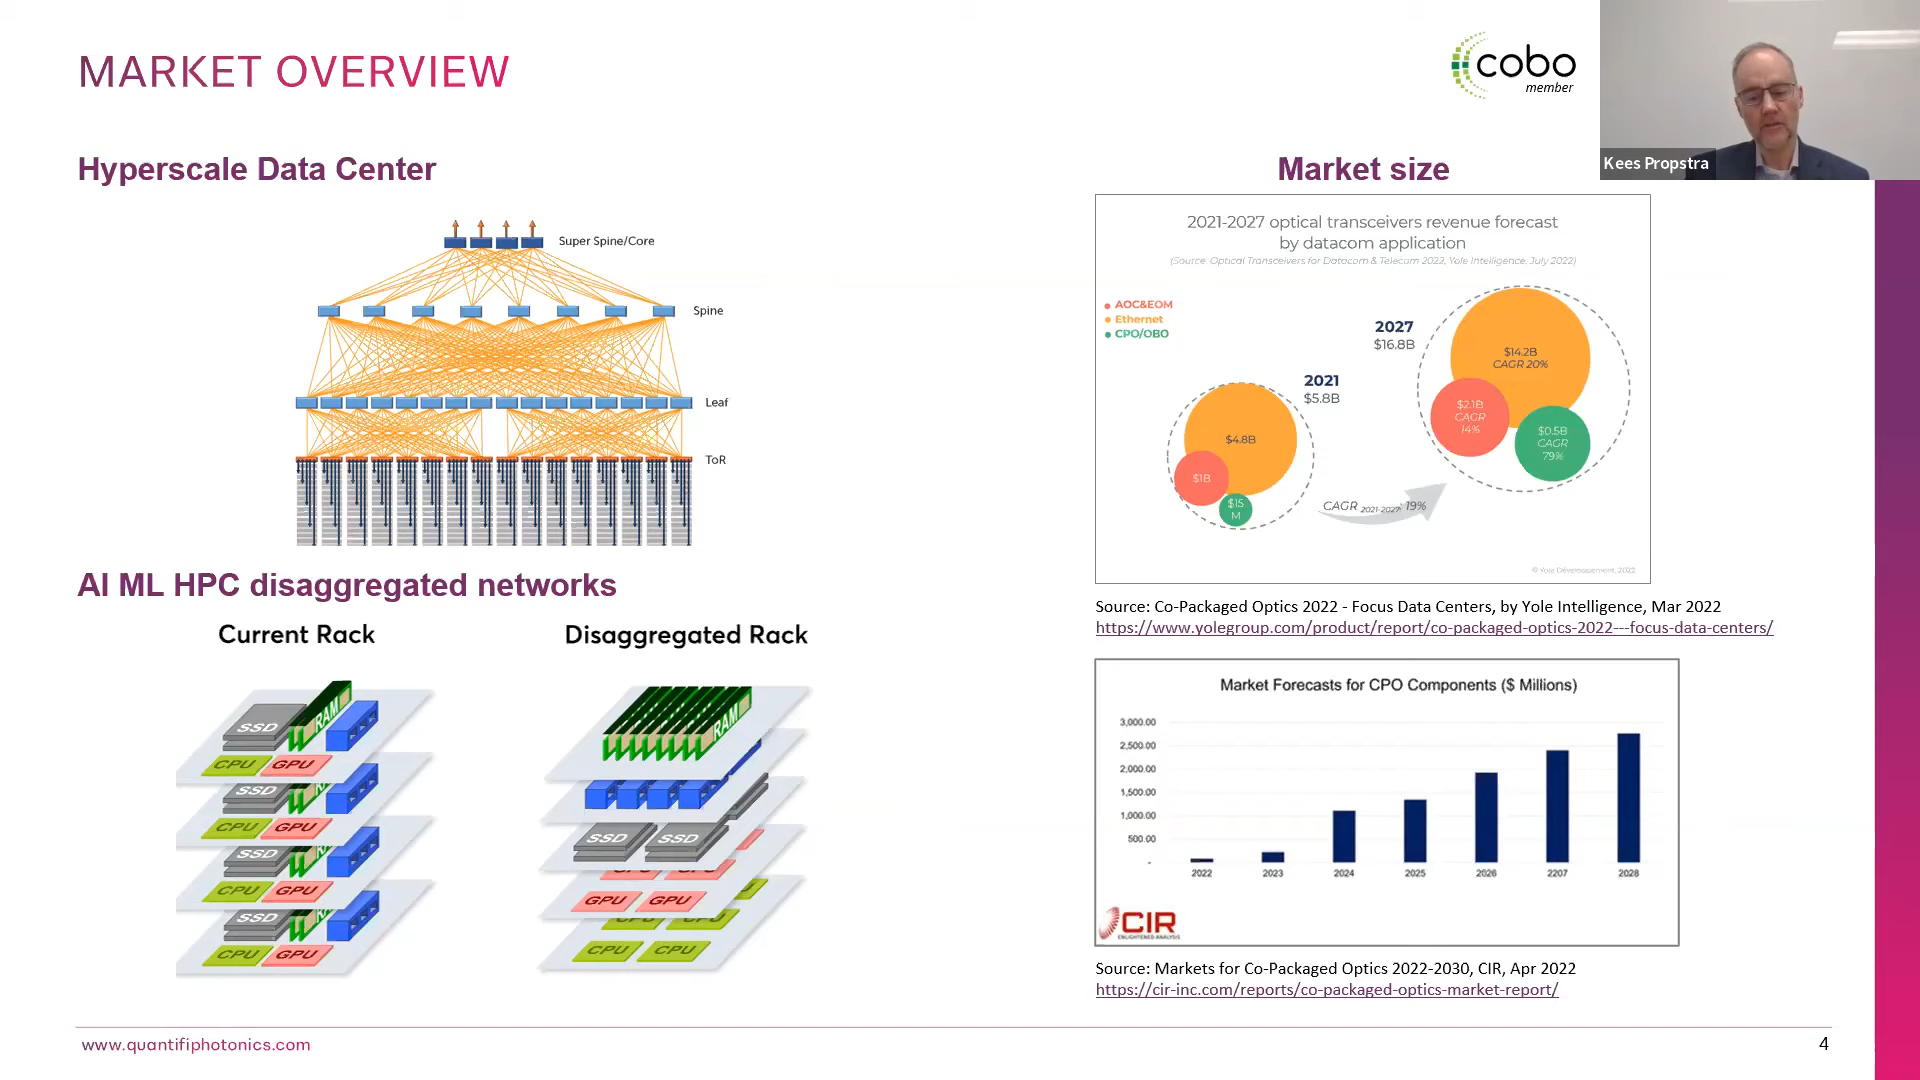 MARKET OVERVIEW
cobo
member
Kees Propstra
Hyperscale Data Center
Super Spine/Core
Spine
Leaf
ToR
AI ML HPC disaggregated networks
Current Rack
SSD
RAM
CPU
GPU
SSD
CPU
GPU
SSD
CPU
GPU
SSD
CPU
GPU
Disaggregated Rack
RAM
SSD
SSD
GPU
GPU
CPU
CPU
Market size
2021-2027 optical transceivers revenue forecast
by datacom application
(Source: Optical Transceivers for Datacom & Telecom 2022, Yole Intelligence, July 2022)
AOC&EOM
Ethernet
CPO/OBO
2027
$16.8B
$14.2B
CAGR 20%
$2.1B
CAGR
14%
$0.5B
CAGR
79%
2021
$5.8B
$4.8B
$1B
$15
M
CAGR 2021-2027: 19%
© Yole Développement, 2022
Source: Co-Packaged Optics 2022 - Focus Data Centers, by Yole Intelligence, Mar 2022
https://www.yolegroup.com/product/report/co-packaged-optics-2022---focus-data-centers/
Market Forecasts for CPO Components ($ Millions)
3,000.00
2,500.00
2,000.00
1,500.00
1,000.00
500.00
-
2022 2023 2024 2025 2026 2207 2028
CIR
ENLIGHTENED ANALYSIS
Source: Markets for Co-Packaged Optics 2022-2030, CIR, Apr 2022
https://cir-inc.com/reports/co-packaged-optics-market-report/
www.quantifiphotonics.com
4